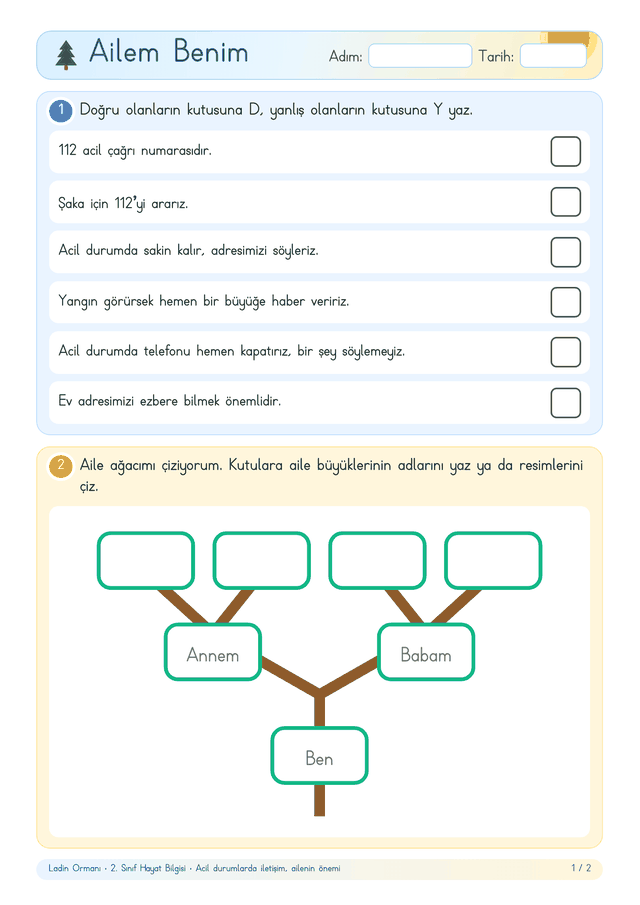 Ailem Benim
Adım:
Tarih:
1 Doğru olanların kutusuna D, yanlış olanların kutusuna Y yaz.
112 acil çağrı numarasıdır.
Şaka için 112'yi ararız.
Acil durumda sakin kalır, adresimizi söyleriz.
Yangın görürsek hemen bir büyüğe haber veririz.
Acil durumda telefonu hemen kapatırız, bir şey söylemeyiz.
Ev adresimizi ezbere bilmek önemlidir.
2 Aile ağacımı çiziyorum. Kutulara aile büyüklerinin adlarını yaz ya da resimlerini
çiz.
Annem
Babam
Ben
Ladin Ormanı • 2. Sınıf Hayat Bilgisi • Acil durumlarda iletişim, ailenin önemi
1 / 2